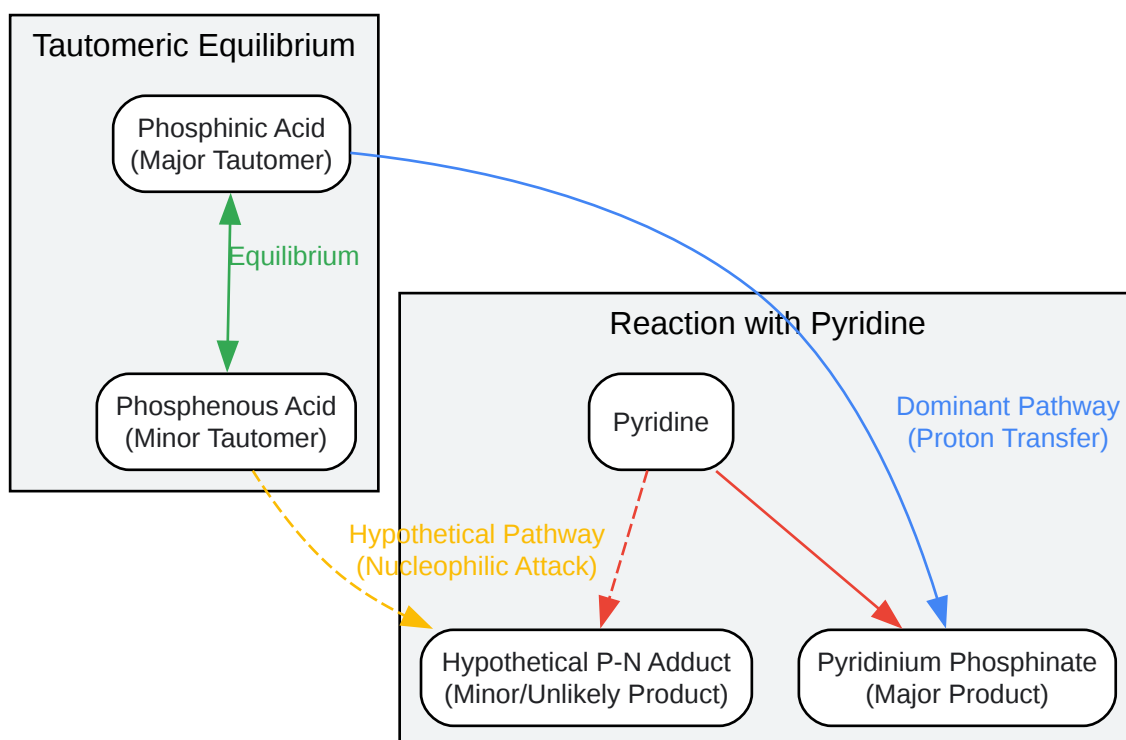 Tautomeric Equilibrium
Phosphinic Acid
(Major Tautomer)
Equilibrium
Phosphenous Acid
(Minor Tautomer)
Reaction with Pyridine
Pyridine
Dominant Pathway
(Proton Transfer)
Hypothetical Pathway
(Nucleophilic Attack)
Hypothetical P-N Adduct
(Minor/Unlikely Product)
Pyridinium Phosphinate
(Major Product)